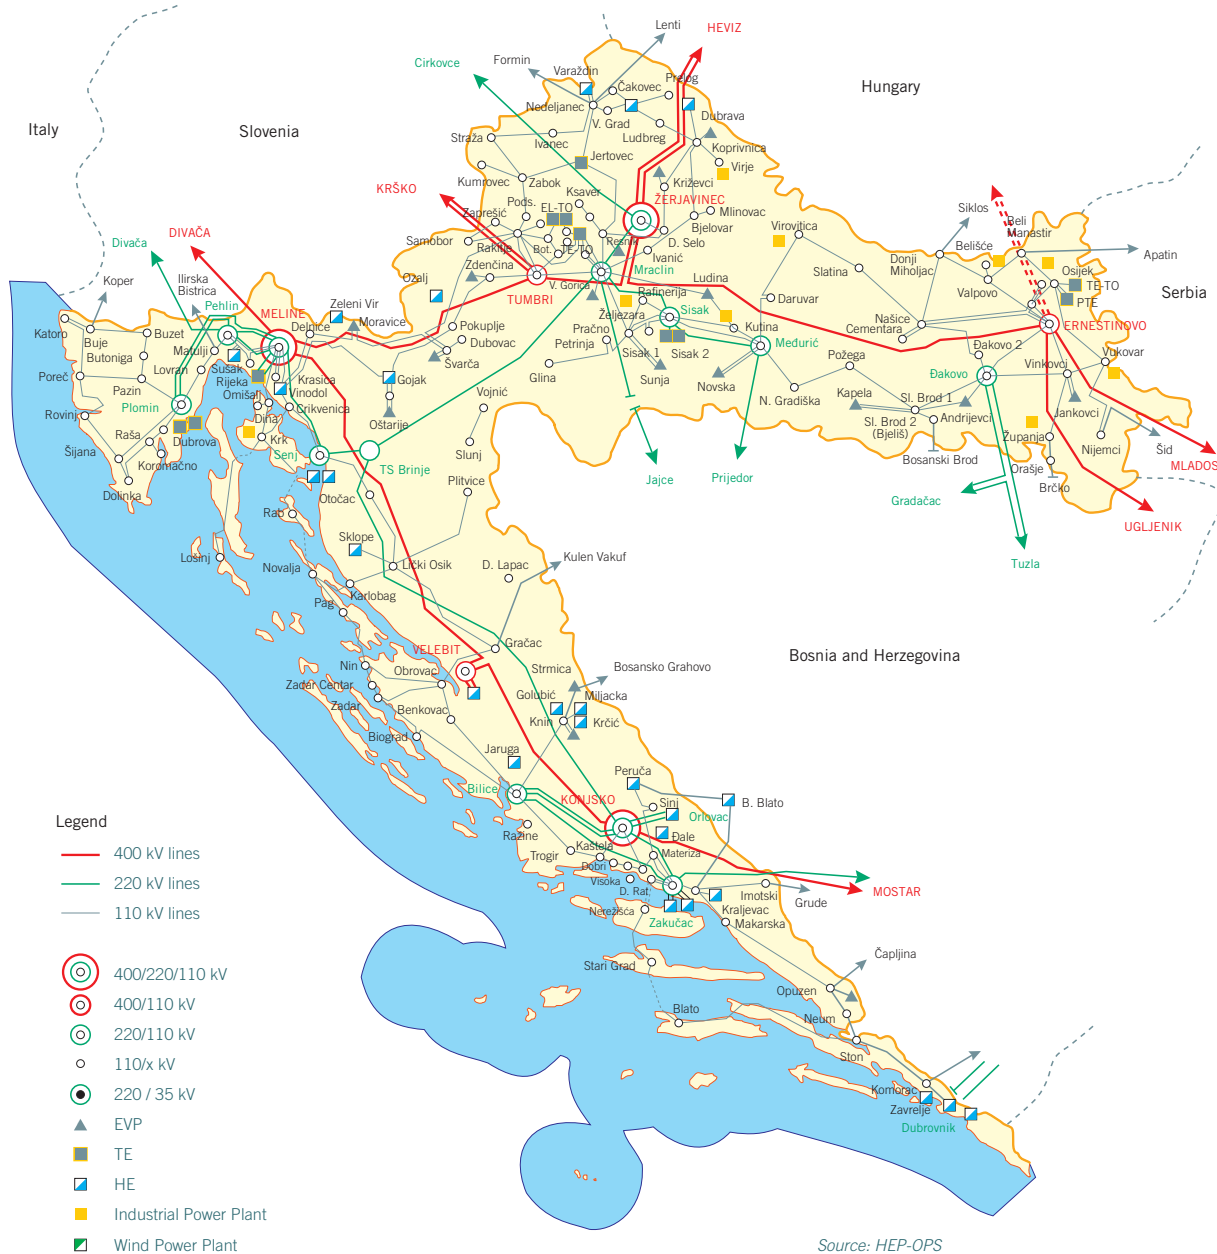 Lenti
HEVIZ
Formin
Cirkovce
Varaždin
Čakovec
Prelog
Hungary
Nedeljanec
Dubrava
V. Grad
Italy
Slovenia
Straža
Ivanec
Ludbreg
Koprivnica
Jertovec
Virje
Kumrovec
Zabok
Ksaver
Križevci
KRŠKO
Pods.
EL-TO
ŽERJAVINEC
Siklos
Beli
Manastir
Zaprešić
Mlinovac
Bjelovar
Virovitica
DIVAČA
Divača
Samobor
Rakitje
Bot.
TE-TO
Resnik
D. Selo
Ivanić
Donji
Miholjac
Belišće
Apatin
Zdenčina
Mraclin
Ludina
Slatina
Osijek
TE-TO
Koper
Ilirska
Bistrica
Ozalj
V. Gorica
Valpovo
PTE
Serbia
Pehlin
Zeleni Vir
TUMBRI
Rafinerija
Daruvar
MELINE
Delnice
Moravice
Željezara
Sisak
Našice
Cementara
ERNESTINOVO
Katoro
Buje
Buzet
Pokuplje
Pračno
Kutina
Butoniga
Matulji
Dubovac
Petrinja
Sisak 1
Sisak 2
Međurić
Požega
Đakovo 2
Vukovar
Poreč
Lovran
Sušak
Rijeka
Krasica
Švarča
Vinkovci
Pazin
Omišalj
Vinodol
Gojak
Glina
Sunja
Novska
N. Gradiška
Kapela
Sl. Brod 1
Đakovo
Rovinj
Plomin
Crikvenica
Vojnić
Andrijevci
Jankovci
Raša
Dubrova
Dina
Krk
Oštarije
Sl. Brod 2
(Bjeliš)
Županja
Šid
Šijana
Koromačno
Senj
Slunj
Bosanski Brod
Nijemci
MLADOST
TS Brinje
Orašje
Dolinka
Plitvice
Jajce
Prijedor
Brčko
Otočac
Gradačac
Rab
UGLJENIK
Sklope
Lošinj
Kulen Vakuf
Tuzla
Novalja
Lički Osik
D. Lapac
Karlobag
Pag
Gračac
VELEBIT
Bosnia and Herzegovina
Nin
Obrovac
Strmica
Bosansko Grahovo
Zadar Centar
Golubić
Miljacka
Zadar
Benkovac
Knin
Krčić
Biograd
Jaruga
Peruča
Bilice
KONJSKO
Sinj
B. Blato
Orlovac
Legend
Ražine
Đale
400 kV lines
Trogir
Kaštela
Materiza
Dobri
220 kV lines
Visoka
D. Rat
Imotski
MOSTAR
110 kV lines
Nerežišća
Kraljevac
Grude
Zakučac
Makarska
Čapljina
400/220/110 kV
Stari Grad
Opuzen
400/110 kV
Blato
Neum
220/110 kV
Ston
110/x kV
Komorac
220 / 35 kV
Zavrelje
EVP
Dubrovnik
TE
HE
Industrial Power Plant
Wind Power Plant
Source: HEP-OPS